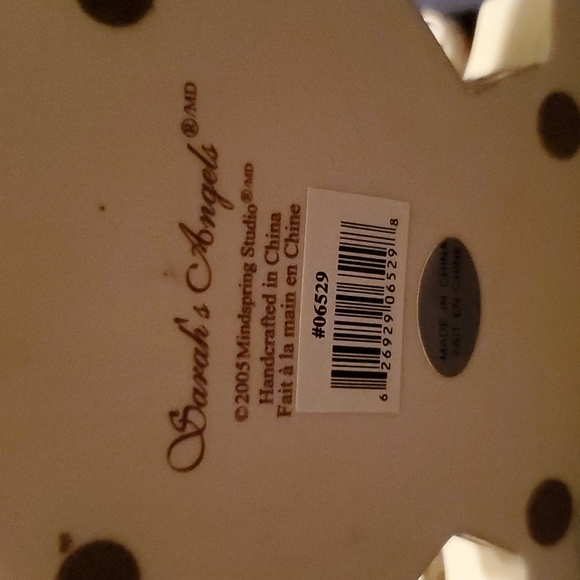 Sarah's Angels®/MD
©2005 Mindspring Studio®/MD
Handcrafted in China
Fait à la main en Chine
#06529
6 26929 06529 8
MADE IN CHINA
FAIT EN CHINE